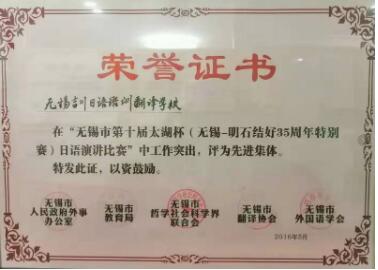 荣誉证书
无锡吉川日语培训翻译学校
在“无锡市第十届太湖杯（无锡-明石结好35周年特别
赛）日语演讲比赛”中工作突出，评为先进集体。
特发此证，以资鼓励。
无锡市
人民政府外事
办公室
无锡市
教育局
无锡市
哲学社会科学界
联合会
无锡市
翻译协会
无锡市
外国语学会
2016年5月